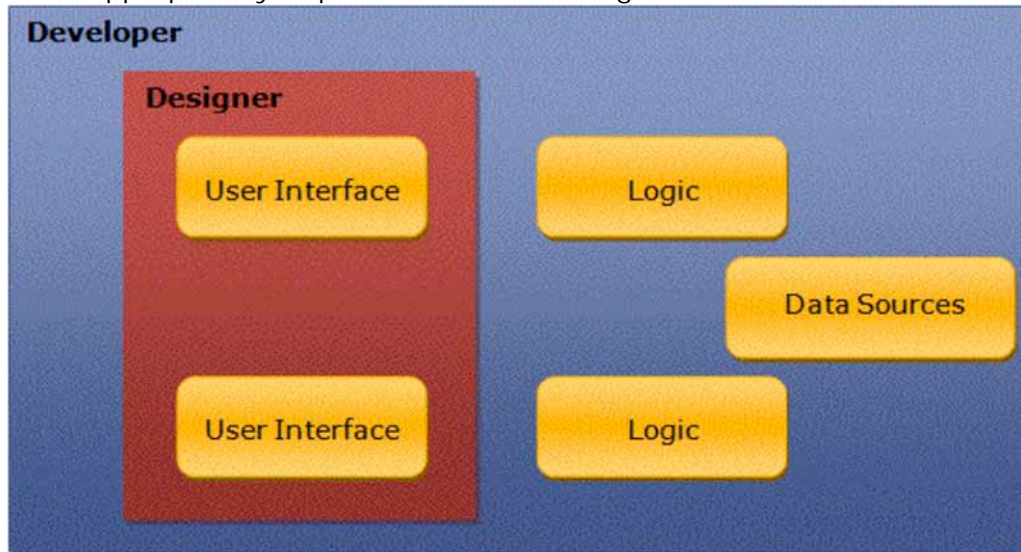 Developer
Designer
User Interface
Logic
Data Sources
User Interface
Logic